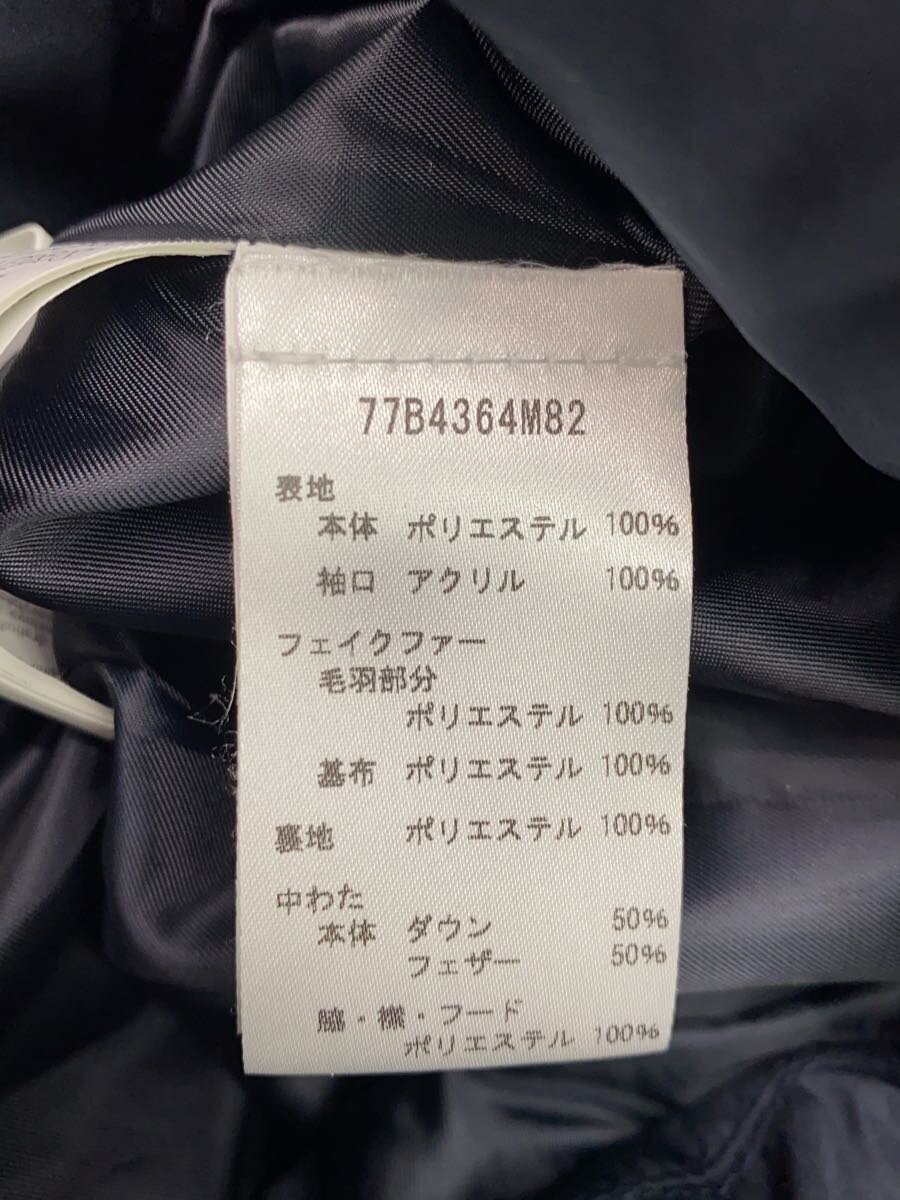 77B4364M82
表地
本体 ポリエステル 100%
袖口 アクリル 100%
フェイクファー
毛羽部分
ポリエステル 100%
基布 ポリエステル 100%
裏地 ポリエステル 100%
中わた
本体 ダウン 50%
フェザー 50%
脇・襟・フード
ポリエステル 100%